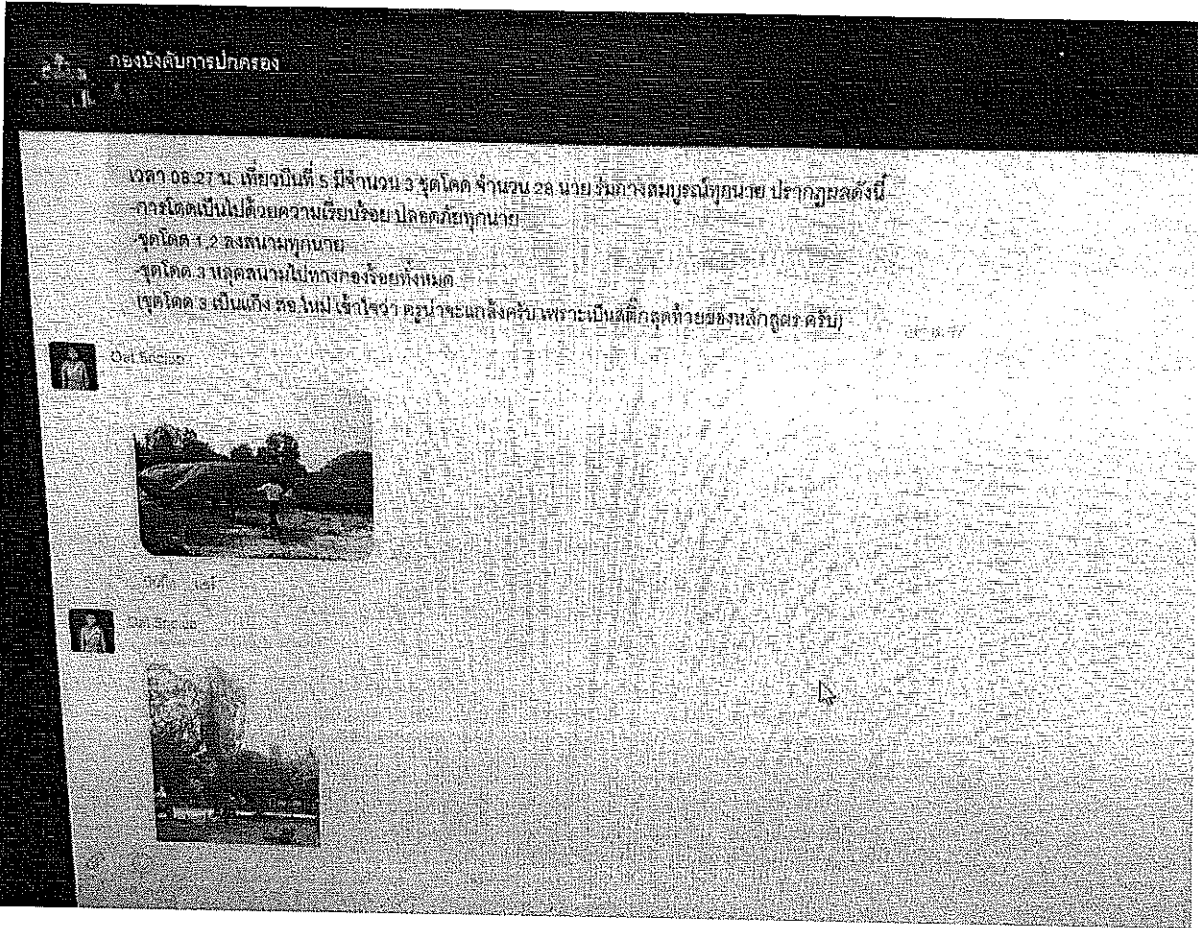 กองบังคับการปกครอง
เวลา 08.27 น. เที่ยวบินที่ 5 มีจำนวน 3 ชุดโดด จำนวน 28 นาย ร่มกางสมบูรณ์ทุกนาย ปรากฏผลดังนี้
-การโดดเป็นไปด้วยความเรียบร้อย ปลอดภัยทุกนาย
-ชุดโดด 1,2 ลงสนามทุกนาย
-ชุดโดด 3 หลุดสนามไปทางกองร้อยทั้งหมด
(ชุดโดด 3 เป็นแก๊ง สอ.ใหม่ เข้าใจว่า ครูน่าจะแกล้งครับ เพราะเป็นสติ๊กสุดท้ายของหลักสูตร ครับ)